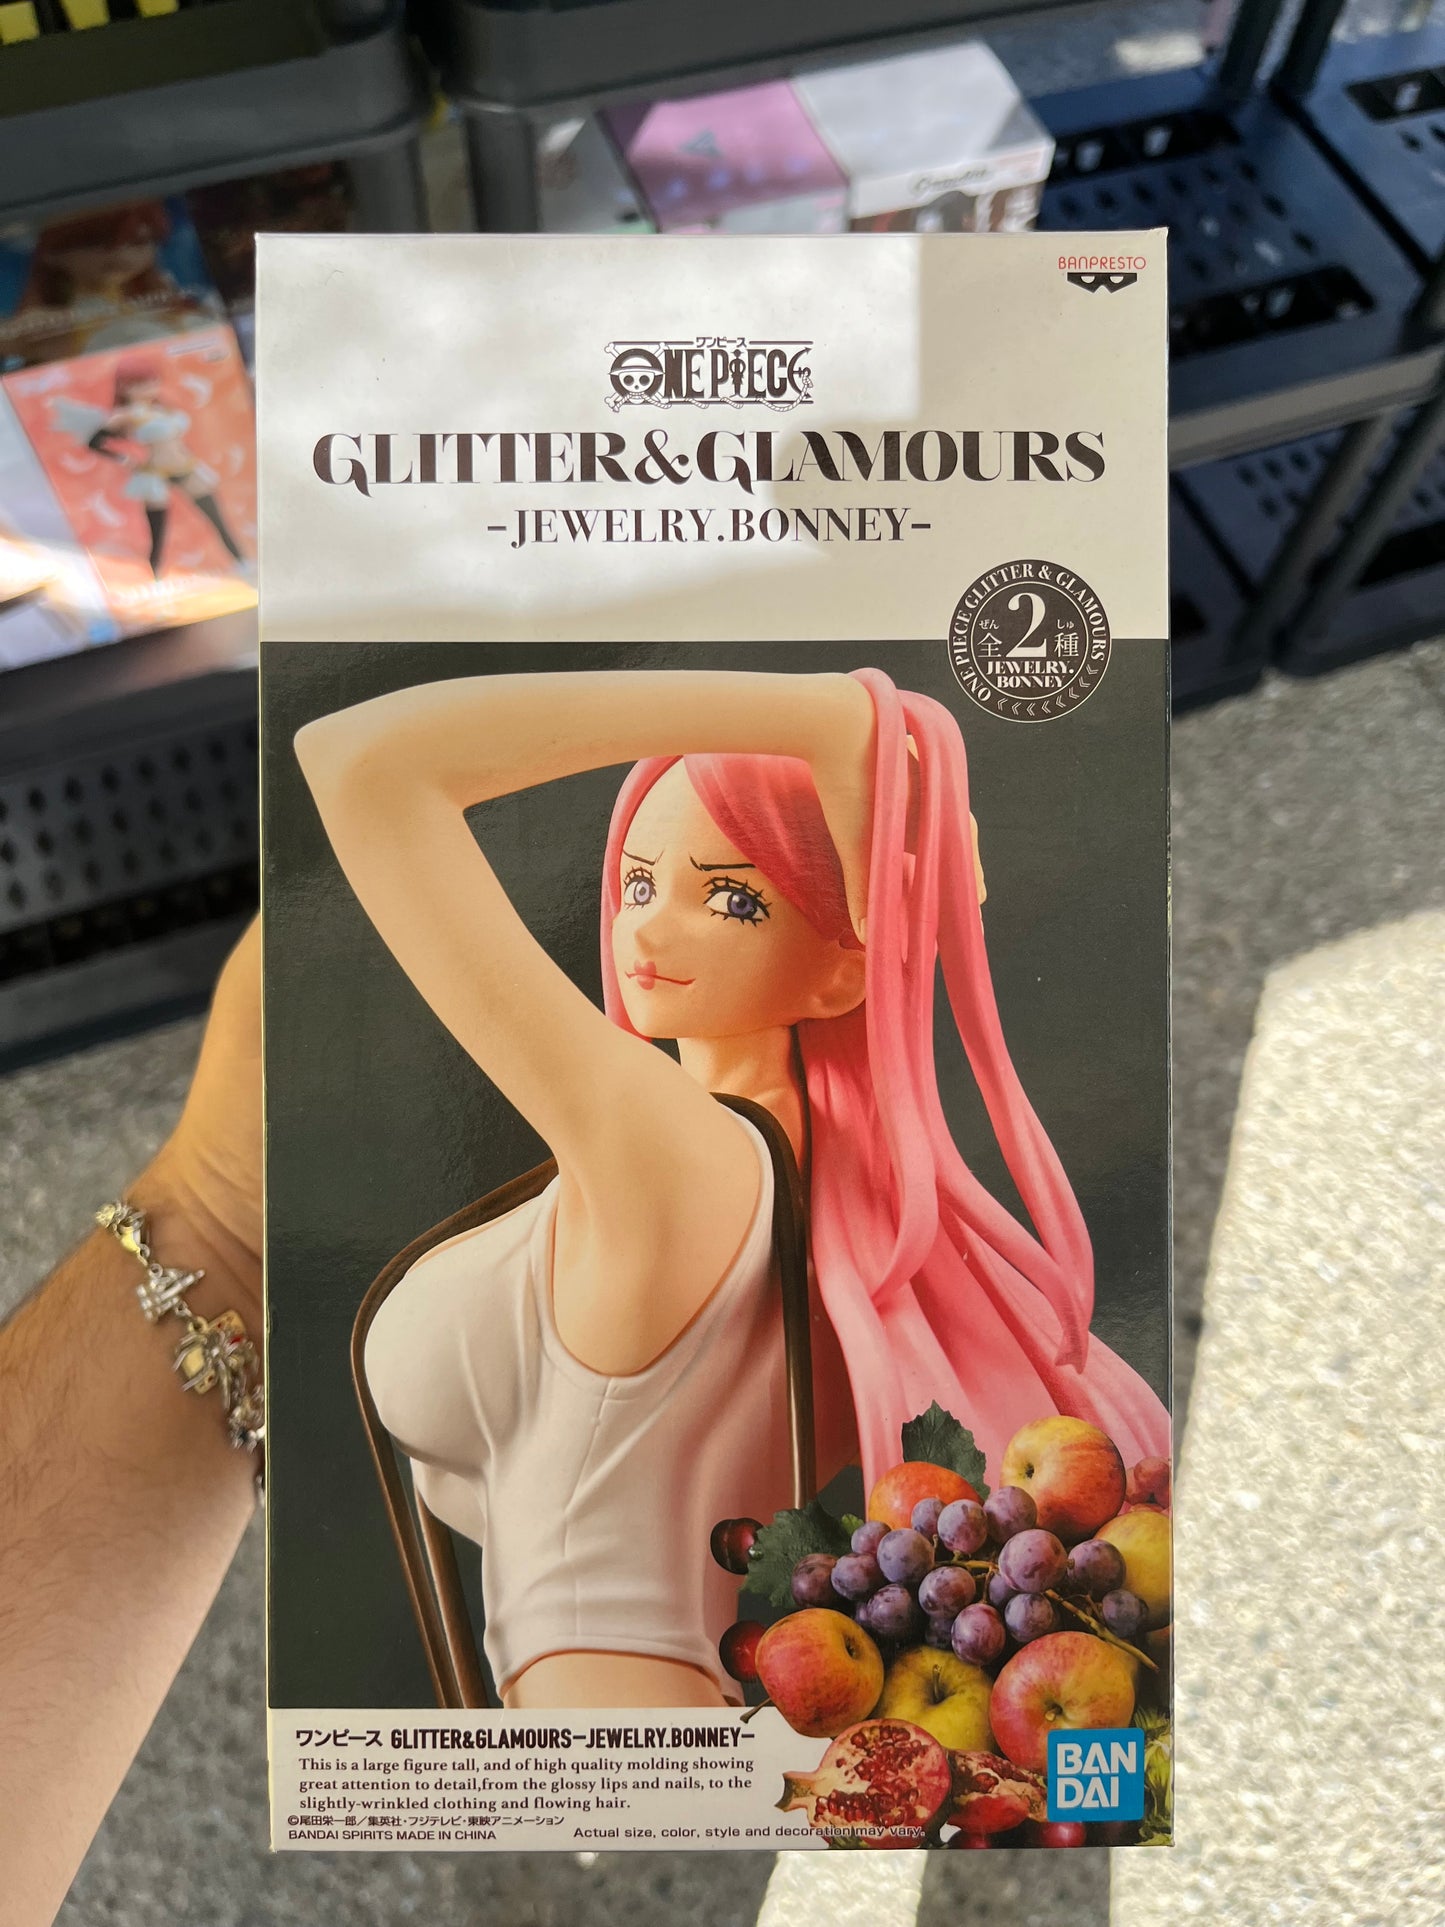 BANPRESTO
ワンピース
ONE PIECE
GLITTER&GLAMOURS
-JEWELRY.BONNEY-
ONE PIECE GLITTER & GLAMOURS
ぜん しゅ
全2種
JEWELRY.
BONNEY
ワンピース GLITTER&GLAMOURS-JEWELRY.BONNEY-
This is a large figure tall, and of high quality molding showing
great attention to detail,from the glossy lips and nails, to the
slightly-wrinkled clothing and flowing hair.
©尾田栄一郎/集英社・フジテレビ・東映アニメーション
BANDAI SPIRITS MADE IN CHINA
Actual size, color, style and decoration may vary.
BAN
DAI